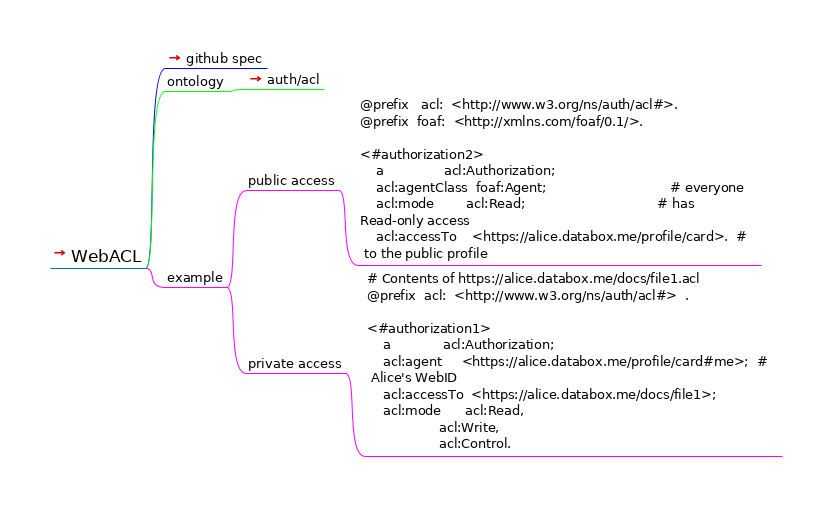 → github spec
ontology
→ auth/acl
@prefix   acl:  <http://www.w3.org/ns/auth/acl#>.
@prefix  foaf:  <http://xmlns.com/foaf/0.1/>.
<#authorization2>
a               acl:Authorization;
public access
acl:agentClass  foaf:Agent;                               # everyone
acl:mode        acl:Read;                                 # has
Read-only access
acl:accessTo    <https://alice.databox.me/profile/card>.  #
to the public profile
→ WebACL
example
# Contents of https://alice.databox.me/docs/file1.acl
@prefix  acl:  <http://www.w3.org/ns/auth/acl#>  .
<#authorization1>
a             acl:Authorization;
private access
acl:agent     <https://alice.databox.me/profile/card#me>;  #
Alice's WebID
acl:accessTo  <https://alice.databox.me/docs/file1>;
acl:mode      acl:Read,
acl:Write,
acl:Control.